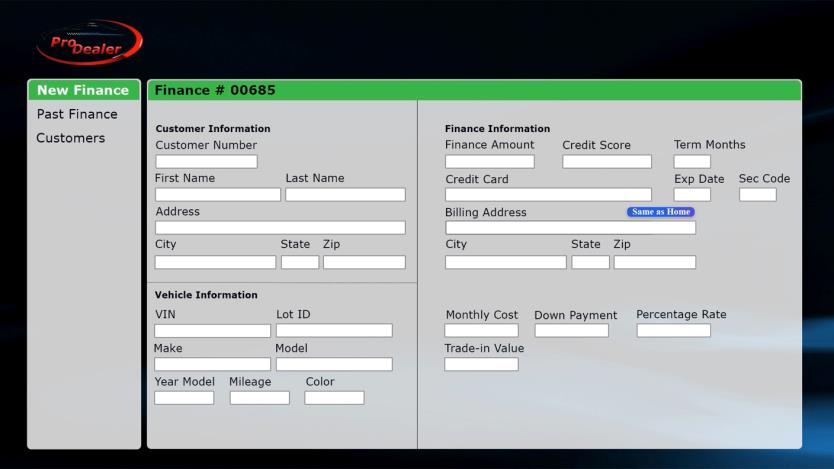 ProDealer
New Finance
Past Finance
Customers
Finance # 00685
Customer Information
Customer Number
First Name Last Name
Address
City State Zip
Vehicle Information
VIN Lot ID
Make Model
Year Model Mileage Color
Finance Information
Finance Amount Credit Score Term Months
Credit Card Exp Date Sec Code
Billing Address Same as Home
City State Zip
Monthly Cost Down Payment Percentage Rate
Trade-in Value